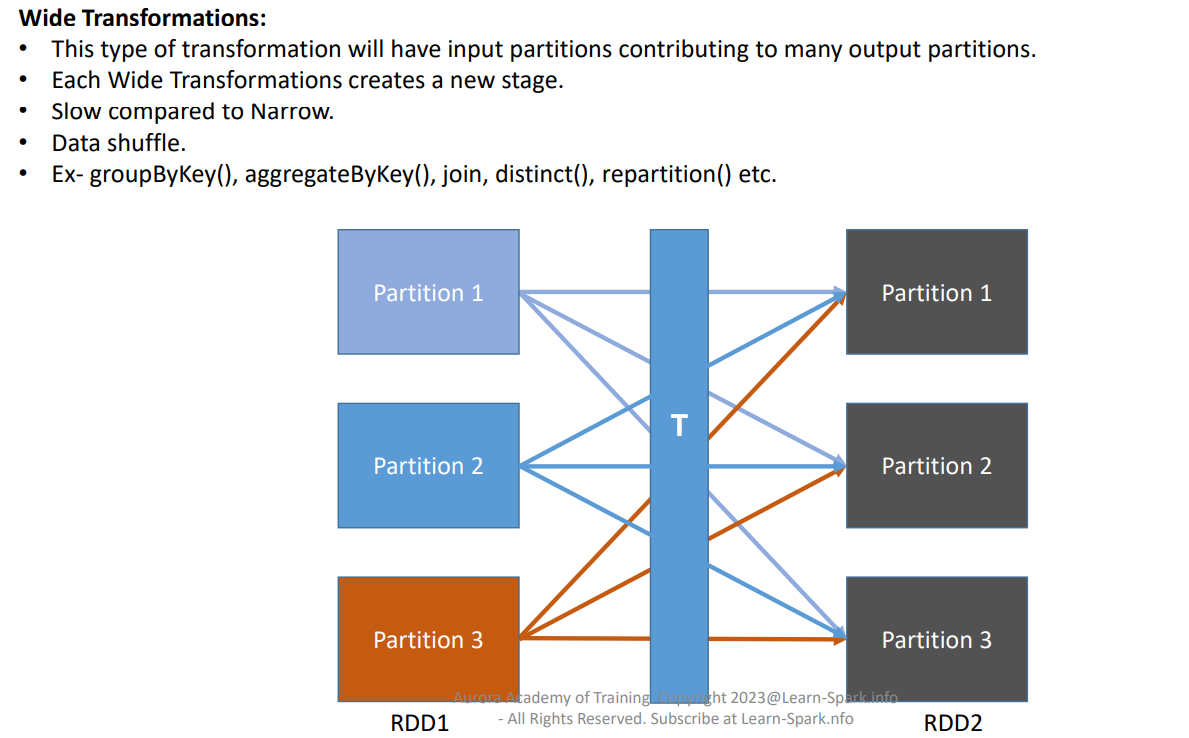 Wide Transformations:
• This type of transformation will have input partitions contributing to many output partitions.
• Each Wide Transformations creates a new stage.
• Slow compared to Narrow.
• Data shuffle.
• Ex- groupByKey(), aggregateByKey(), join, distinct(), repartition() etc.
Partition 1
Partition 1
T
Partition 2
Partition 2
Partition 3
Partition 3
Aurora Academy of Training. Copyright 2023@Learn-Spark.info
- All Rights Reserved. Subscribe at Learn-Spark.nfo
RDD1
RDD2